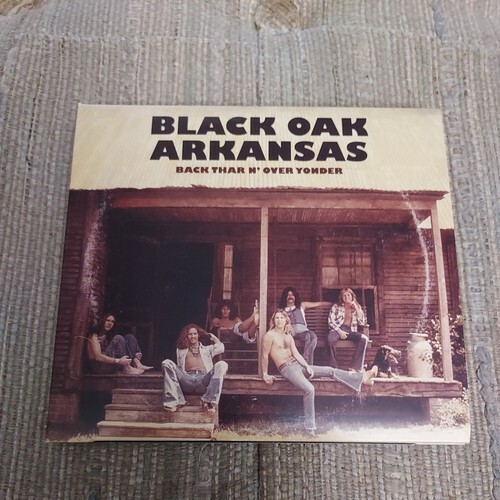 BLACK OAK
ARKANSAS
BACK THAR N' OVER YONDER